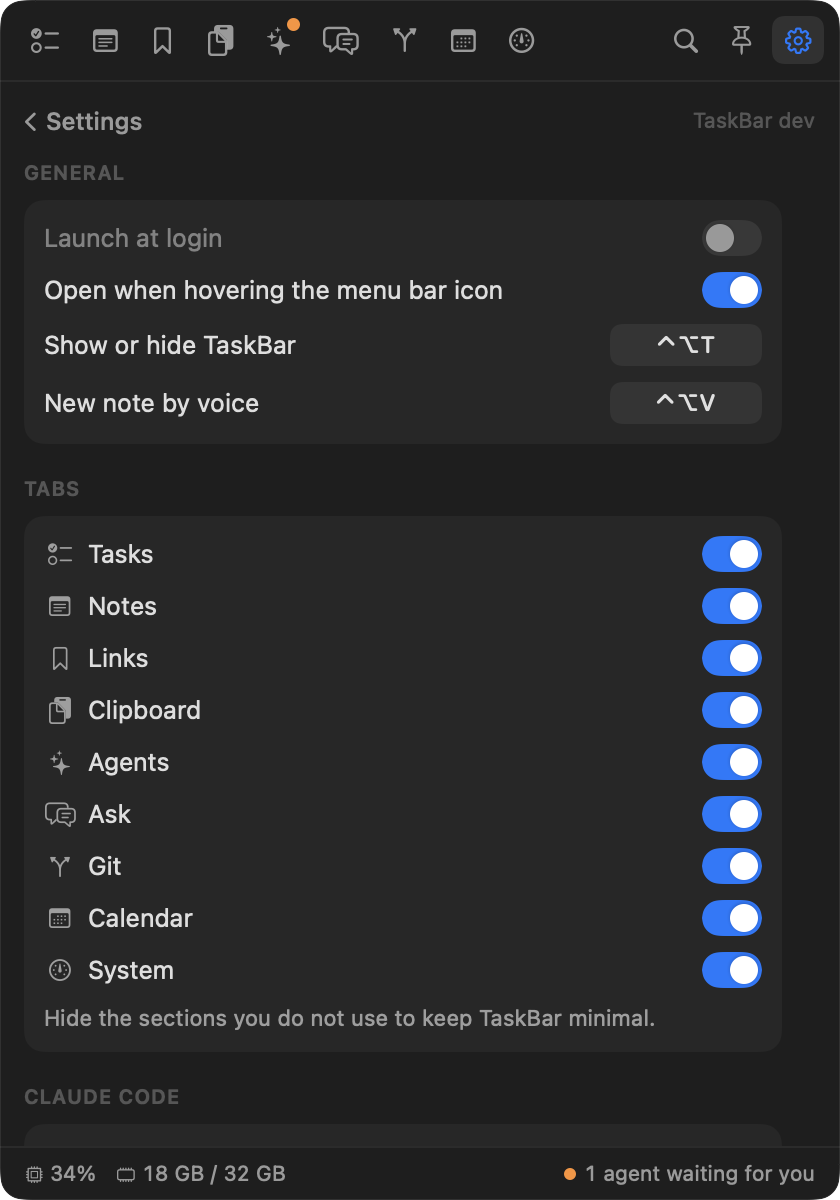 Settings
TaskBar dev
GENERAL
Launch at login
Open when hovering the menu bar icon
Show or hide TaskBar
⌃⌥T
New note by voice
⌃⌥V
TABS
Tasks
Notes
Links
Clipboard
Agents
Ask
Git
Calendar
System
Hide the sections you do not use to keep TaskBar minimal.
CLAUDE CODE
34%
18 GB / 32 GB
1 agent waiting for you